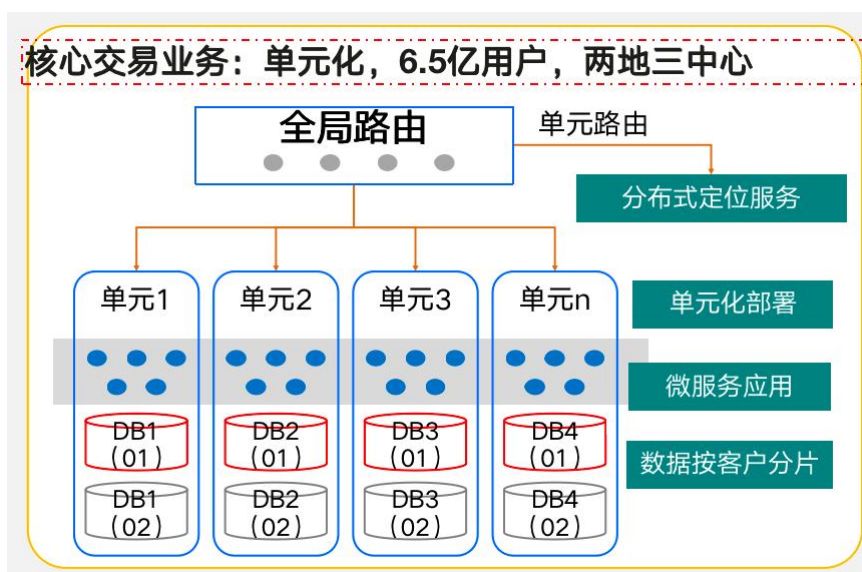 核心交易业务：单元化，6.5亿用户，两地三中心
全局路由
单元路由
分布式定位服务
单元1
单元2
单元3
单元n
单元化部署
微服务应用
DB1
(01)
DB2
(01)
DB3
(01)
DB4
(01)
数据按客户分片
DB1
(02)
DB2
(02)
DB3
(02)
DB4
(02)